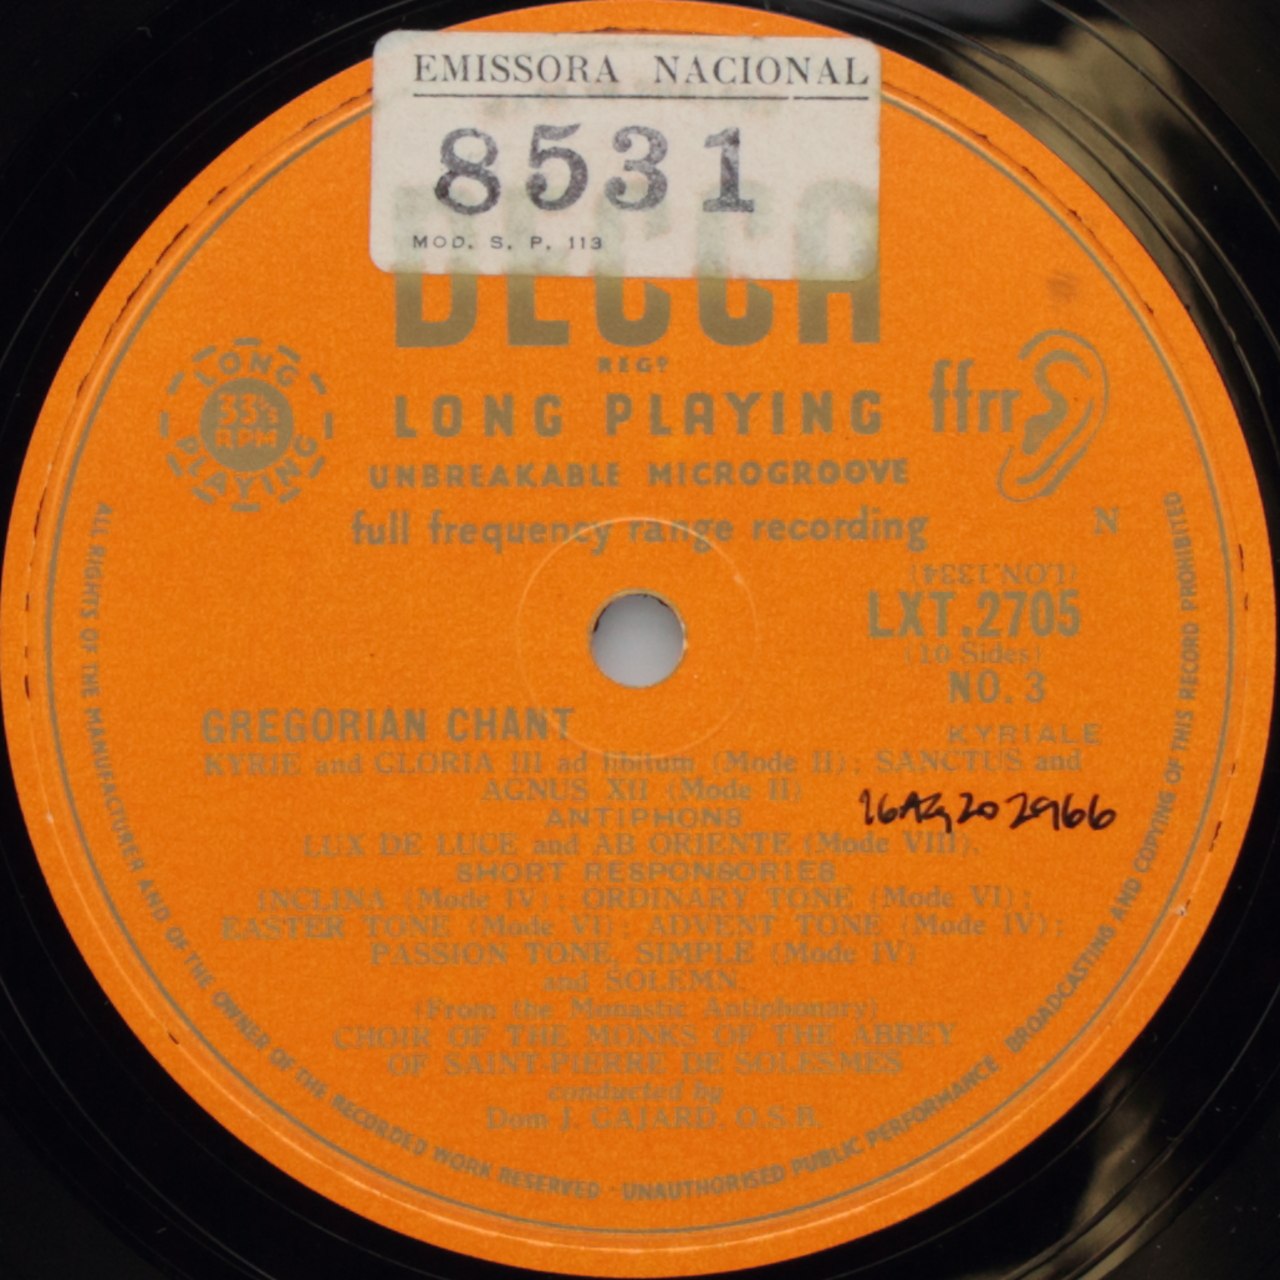 EMISSORA NACIONAL
8531
MOD. S. P. 113
DECCA
REGD
LONG PLAYING
33⅓ RPM
LONG PLAYING
ffrr
UNBREAKABLE MICROGROOVE
full frequency range recording
N
(LON.1334)
LXT.2705
(10 Sides)
NO. 3
GREGORIAN CHANT
KYRIALE
KYRIE and GLORIA III ad libitum (Mode II); SANCTUS and
AGNUS XII (Mode II)
ANTIPHONS
LUX DE LUCE and AB ORIENTE (Mode VIII).
SHORT RESPONSORIES
INCLINA (Mode IV); ORDINARY TONE (Mode VI);
EASTER TONE (Mode VI); ADVENT TONE (Mode IV);
PASSION TONE, SIMPLE (Mode IV)
and SOLEMN.
(From the Monastic Antiphonary)
CHOIR OF THE MONKS OF THE ABBEY
OF SAINT-PIERRE DE SOLESMES
conducted by
Dom J. GAJARD, O.S.B.
ALL RIGHTS OF THE MANUFACTURER AND OF THE OWNER OF THE RECORDED WORK RESERVED - UNAUTHORISED PUBLIC PERFORMANCE BROADCASTING AND COPYING OF THIS RECORD PROHIBITED